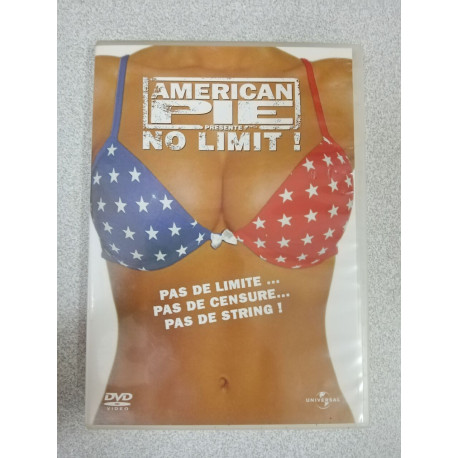 AMERICAN
PIE
PRÉSENTE
NO LIMIT !
PAS DE LIMITE ...
PAS DE CENSURE...
PAS DE STRING !
DVD
VIDEO
UNIVERSAL